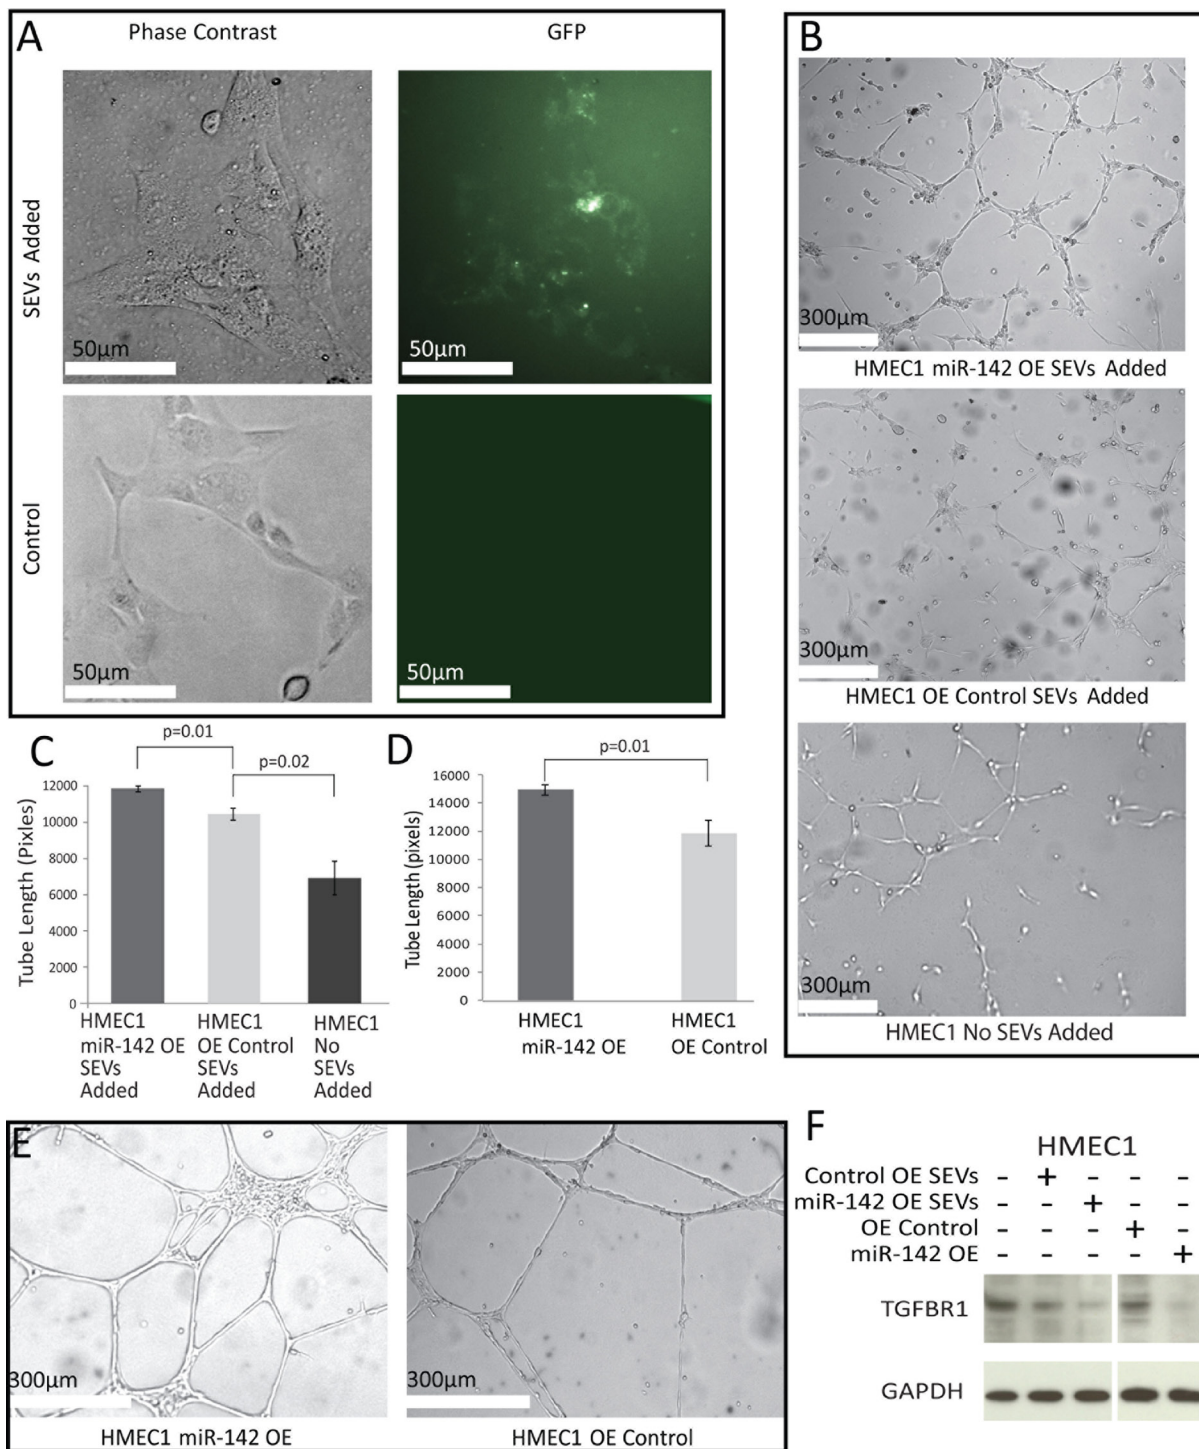 A
Phase Contrast
GFP
SEVs Added
50µm
50µm
Control
50µm
50µm
B
300µm
HMEC1 miR-142 OE SEVs Added
300µm
HMEC1 OE Control SEVs Added
300µm
HMEC1 No SEVs Added
C
p=0.01
p=0.02
Tube Length (Pixles)
12000
10000
8000
6000
4000
2000
0
HMEC1
miR-142 OE
SEVs
Added
HMEC1
OE Control
SEVs
Added
HMEC1
No
SEVs
Added
D
p=0.01
Tube Length (pixels)
16000
14000
12000
10000
8000
6000
4000
2000
0
HMEC1
miR-142 OE
HMEC1
OE Control
E
300µm
HMEC1 miR-142 OE
300µm
HMEC1 OE Control
F
HMEC1
Control OE SEVs - + - - -
miR-142 OE SEVs - - + - -
OE Control - - - + -
miR-142 OE - - - - +
TGFBR1
GAPDH